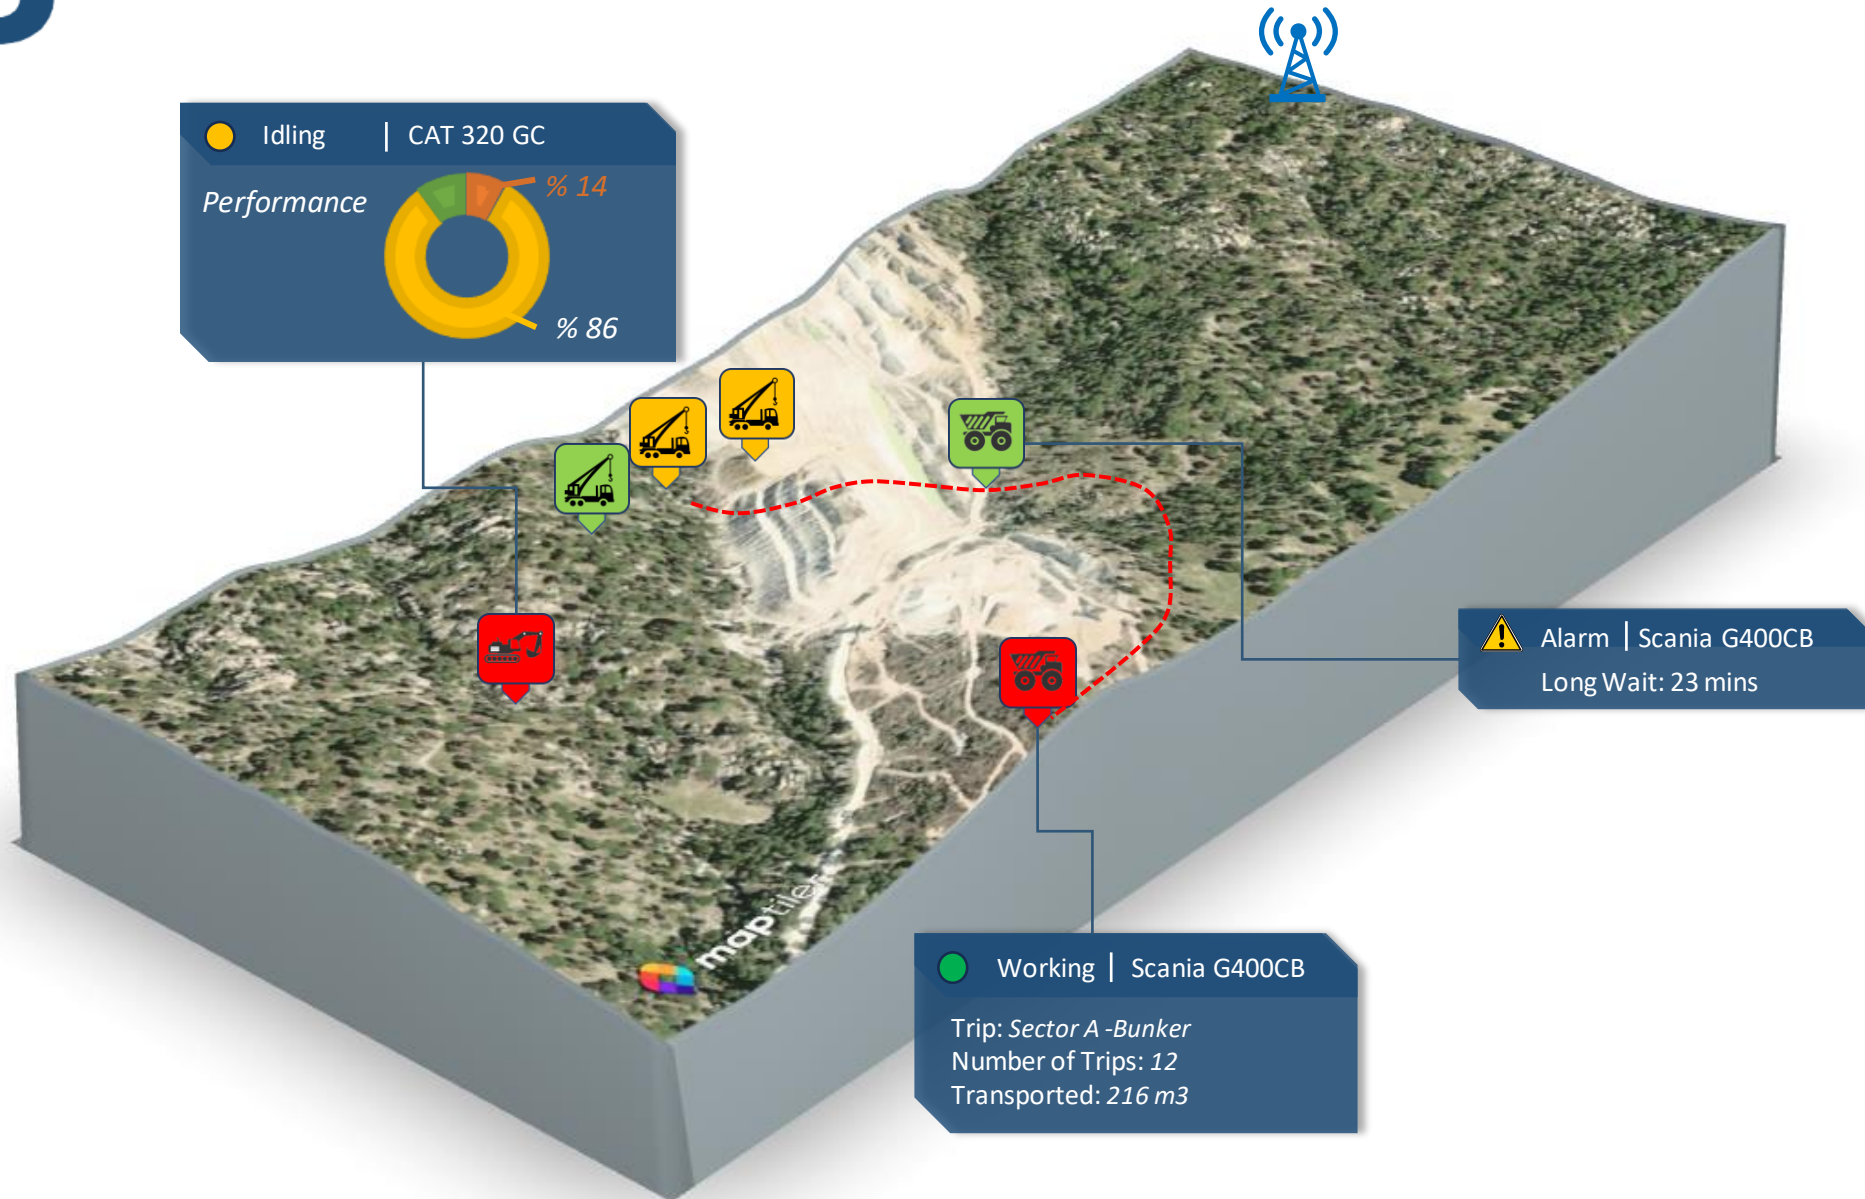 Idling | CAT 320 GC
Performance
% 14
% 86
Alarm | Scania G400CB
Long Wait: 23 mins
maptiler
Working | Scania G400CB
Trip: Sector A -Bunker
Number of Trips: 12
Transported: 216 m3